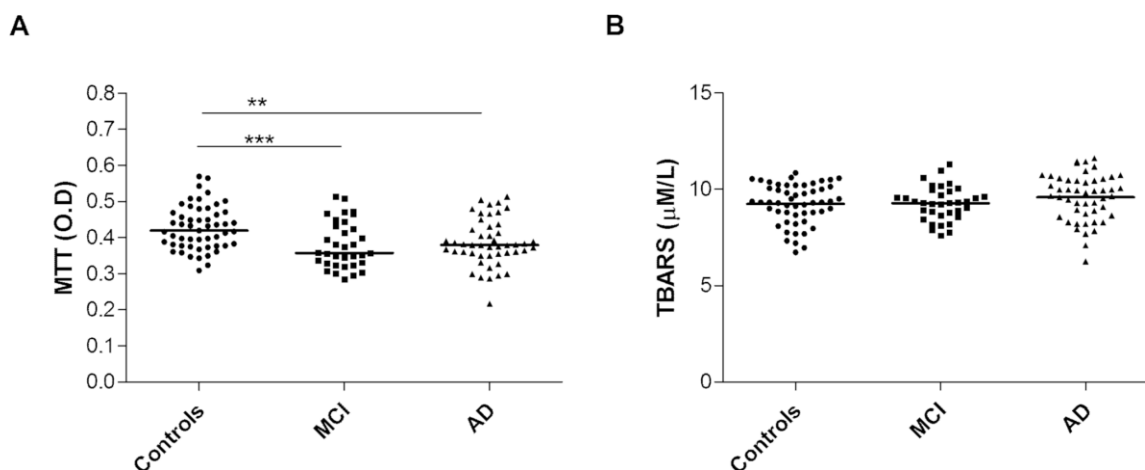 A
MTT (O.D)
0.8
0.7
0.6
0.5
0.4
0.3
0.2
0.1
0.0
**
***
Controls
MCI
AD
B
TBARS (μM/L)
15
10
5
0
Controls
MCI
AD